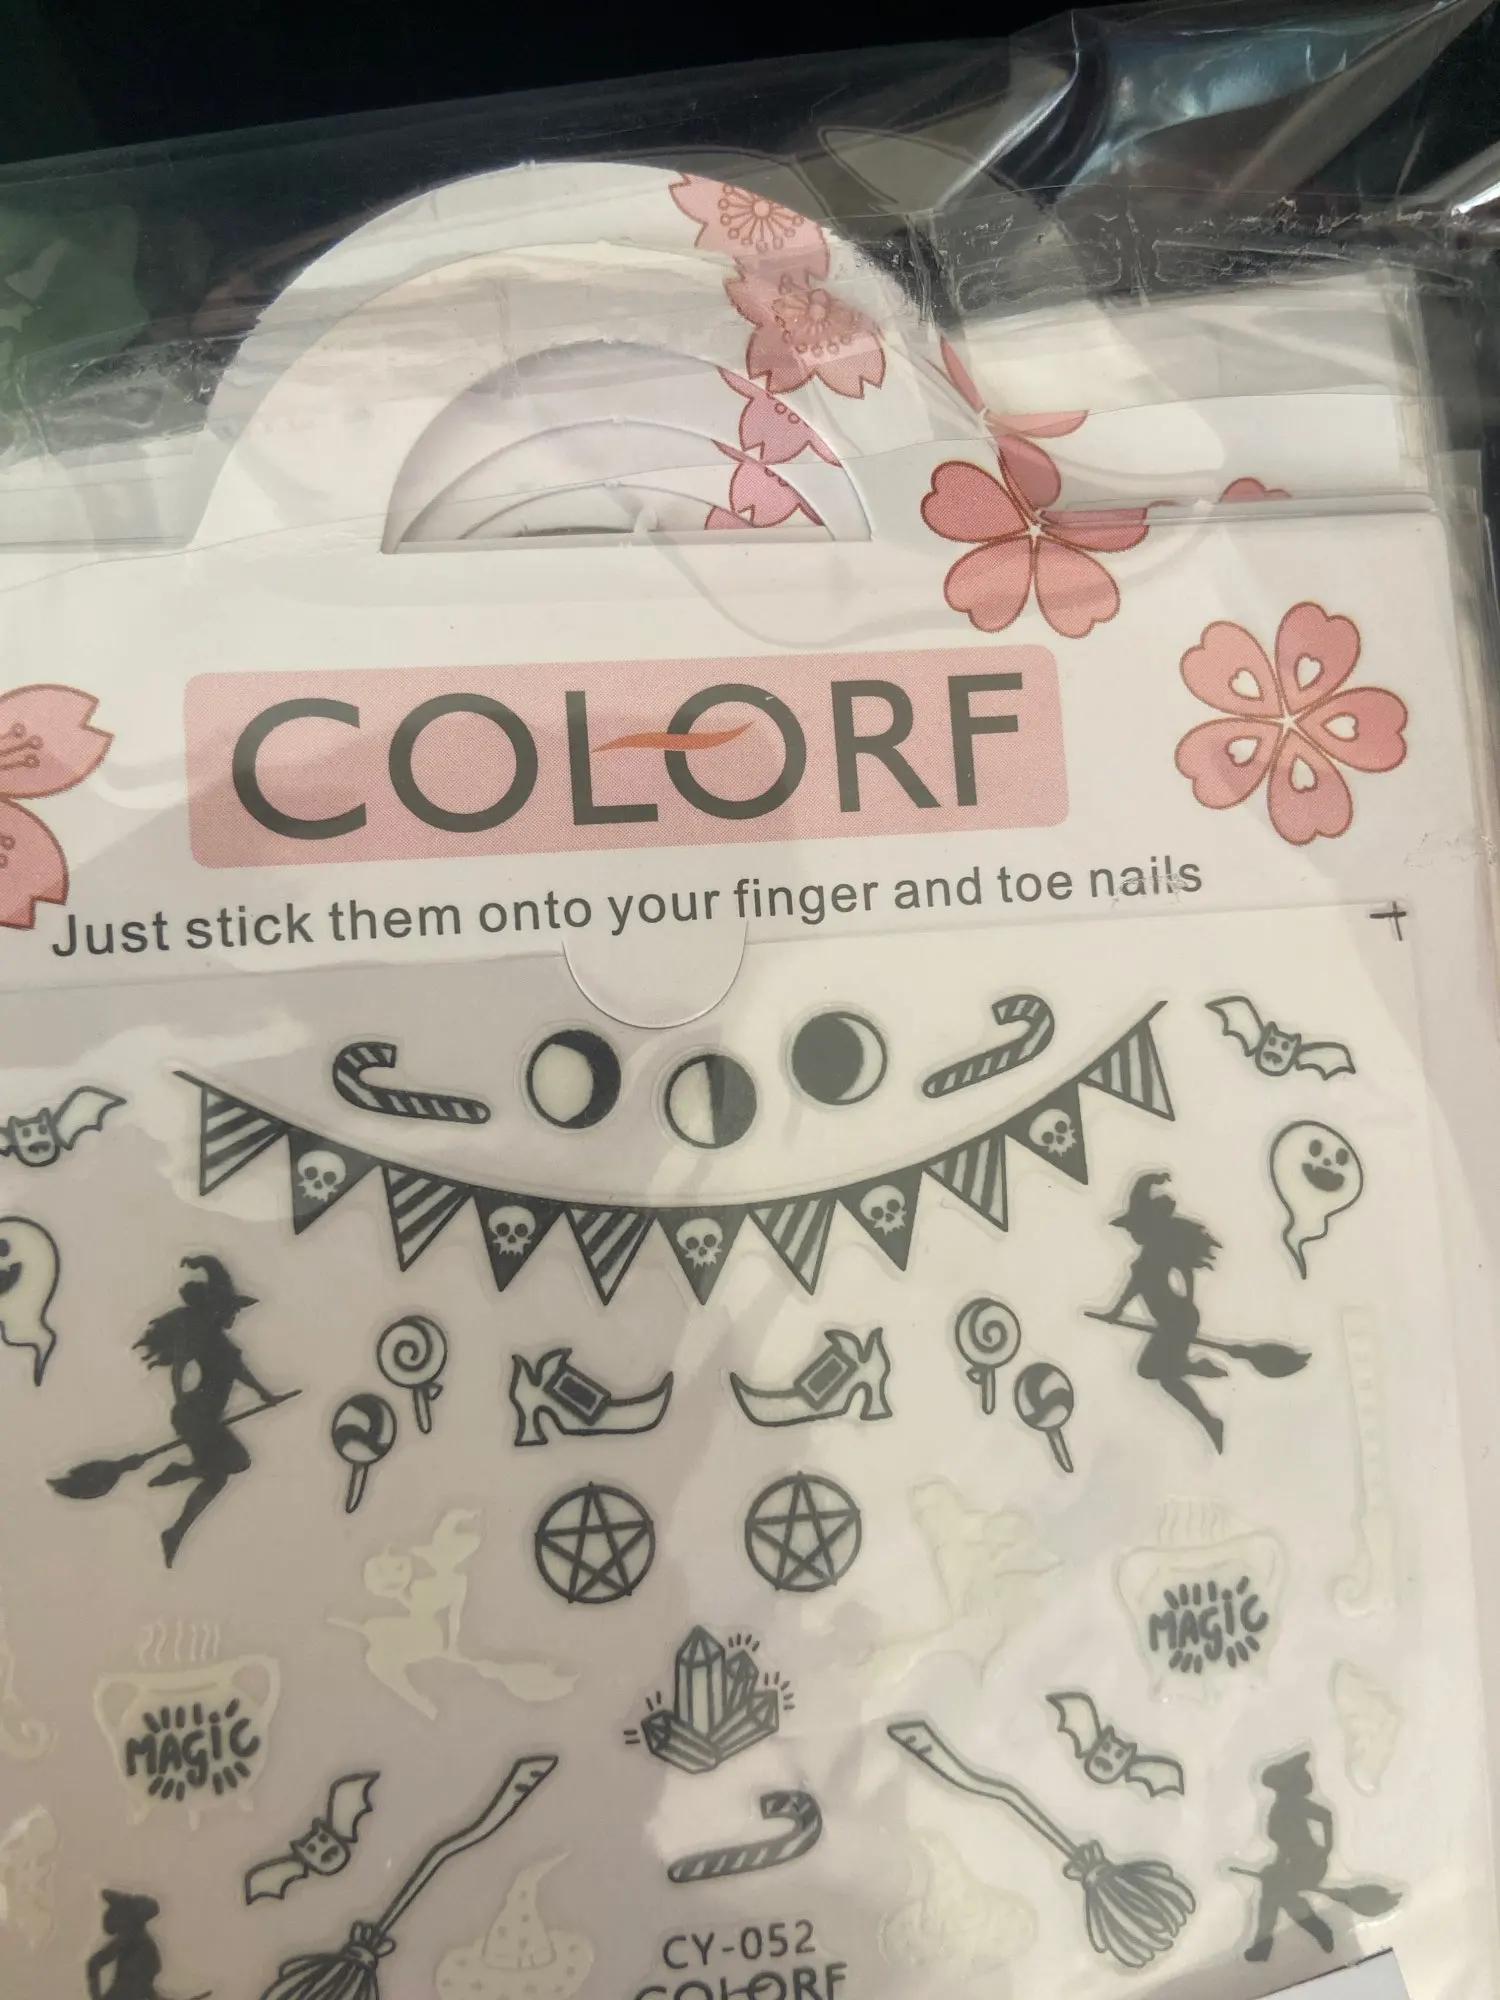 COLORF
Just stick them onto your finger and toe nails
MAGIC
MAGIC
CY-052
COLORF